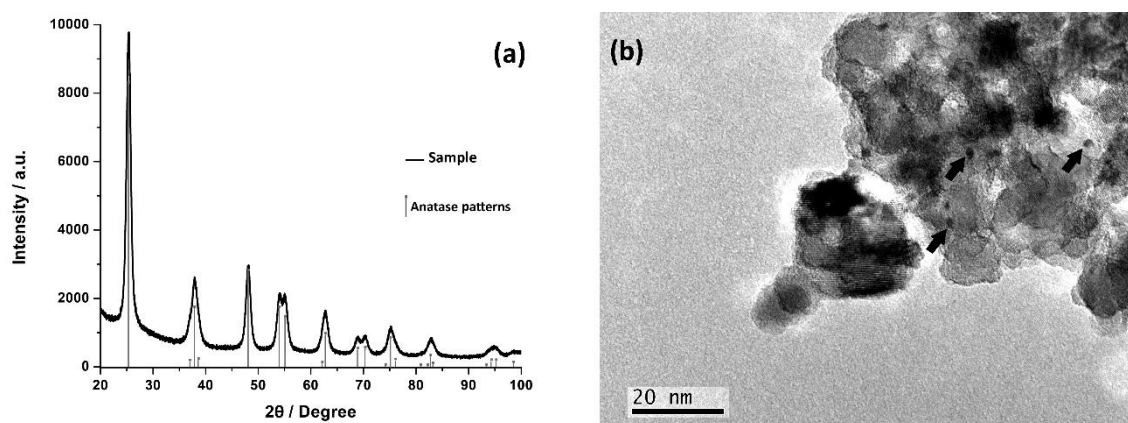 (a)
10000
8000
6000
4000
2000
0
Intensity / a.u.
Sample
Anatase patterns
20 30 40 50 60 70 80 90 100
2θ / Degree
(b)
20 nm